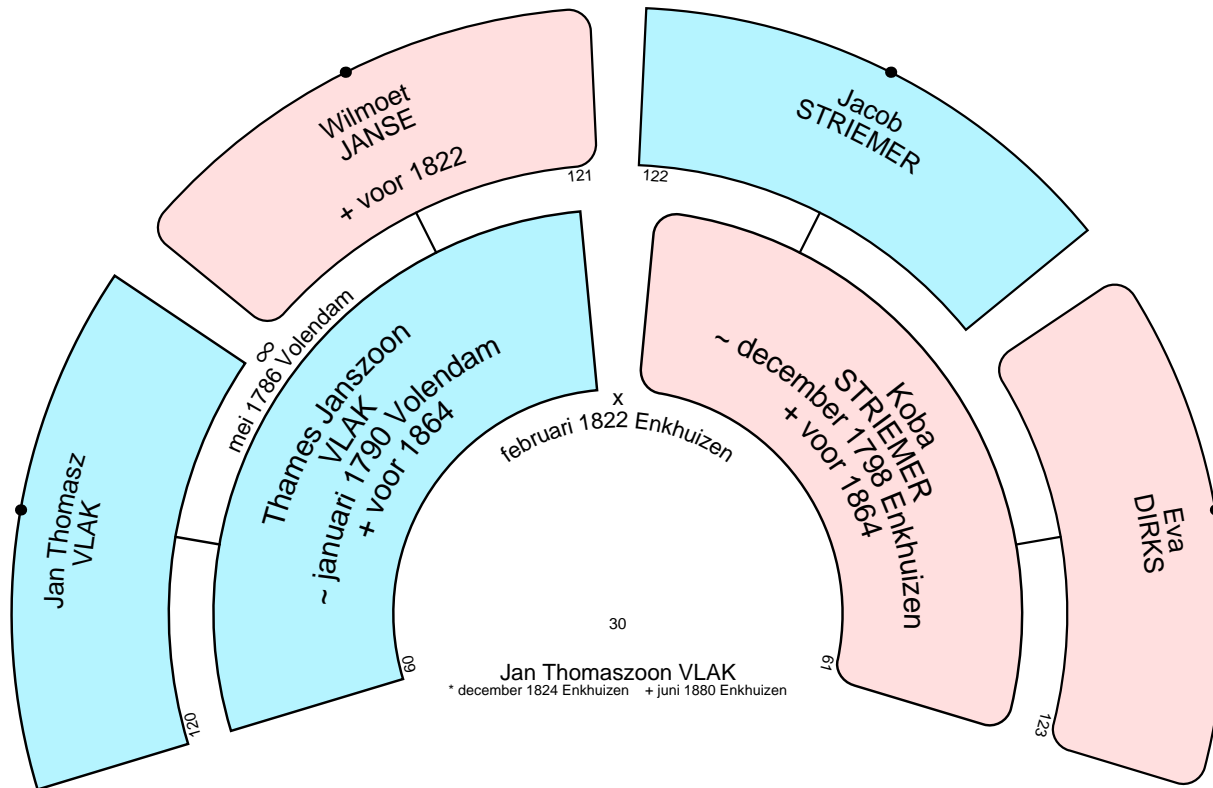 Wilmoet
JANSE
+ voor 1822
121
Jacob
STRIEMER
122
Jan Thomasz
VLAK
120
∞
mei 1786 Volendam
Thames Janszoon
VLAK
~ januari 1790 Volendam
+ voor 1864
60
x
februari 1822 Enkhuizen
Koba
STRIEMER
~ december 1798 Enkhuizen
+ voor 1864
61
Eva
DIRKS
123
30
Jan Thomaszoon VLAK
* december 1824 Enkhuizen + juni 1880 Enkhuizen